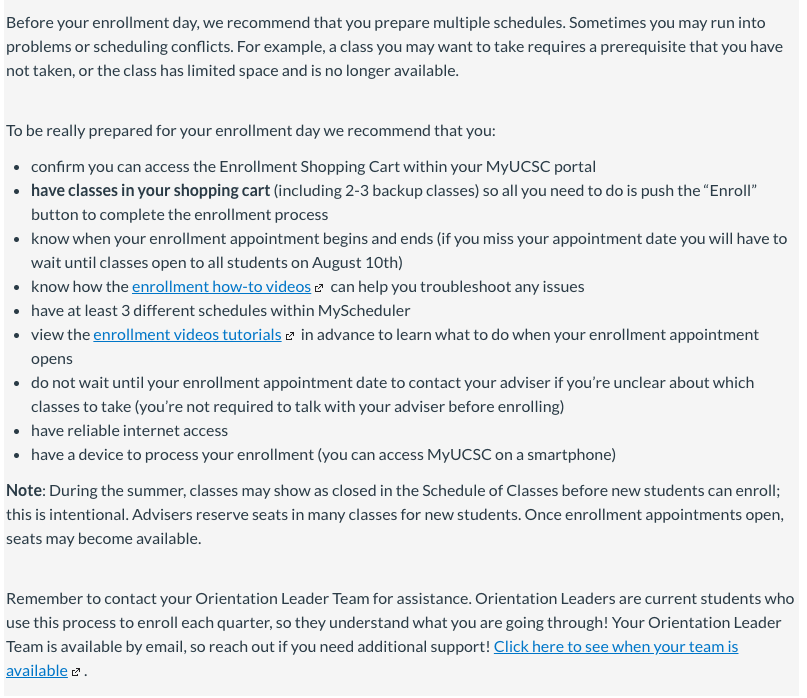 Before your enrollment day, we recommend that you prepare multiple schedules. Sometimes you may run into
problems or scheduling conflicts. For example, a class you may want to take requires a prerequisite that you have
not taken, or the class has limited space and is no longer available.
To be really prepared for your enrollment day we recommend that you:
• confirm you can access the Enrollment Shopping Cart within your MyUCSC portal
• have classes in your shopping cart (including 2-3 backup classes) so all you need to do is push the “Enroll”
button to complete the enrollment process
• know when your enrollment appointment begins and ends (if you miss your appointment date you will have to
wait until classes open to all students on August 10th)
• know how the enrollment how-to videos can help you troubleshoot any issues
• have at least 3 different schedules within MyScheduler
• view the enrollment videos tutorials in advance to learn what to do when your enrollment appointment
opens
• do not wait until your enrollment appointment date to contact your adviser if you’re unclear about which
classes to take (you’re not required to talk with your adviser before enrolling)
• have reliable internet access
• have a device to process your enrollment (you can access MyUCSC on a smartphone)
Note: During the summer, classes may show as closed in the Schedule of Classes before new students can enroll;
this is intentional. Advisers reserve seats in many classes for new students. Once enrollment appointments open,
seats may become available.
Remember to contact your Orientation Leader Team for assistance. Orientation Leaders are current students who
use this process to enroll each quarter, so they understand what you are going through! Your Orientation Leader
Team is available by email, so reach out if you need additional support! Click here to see when your team is
available .